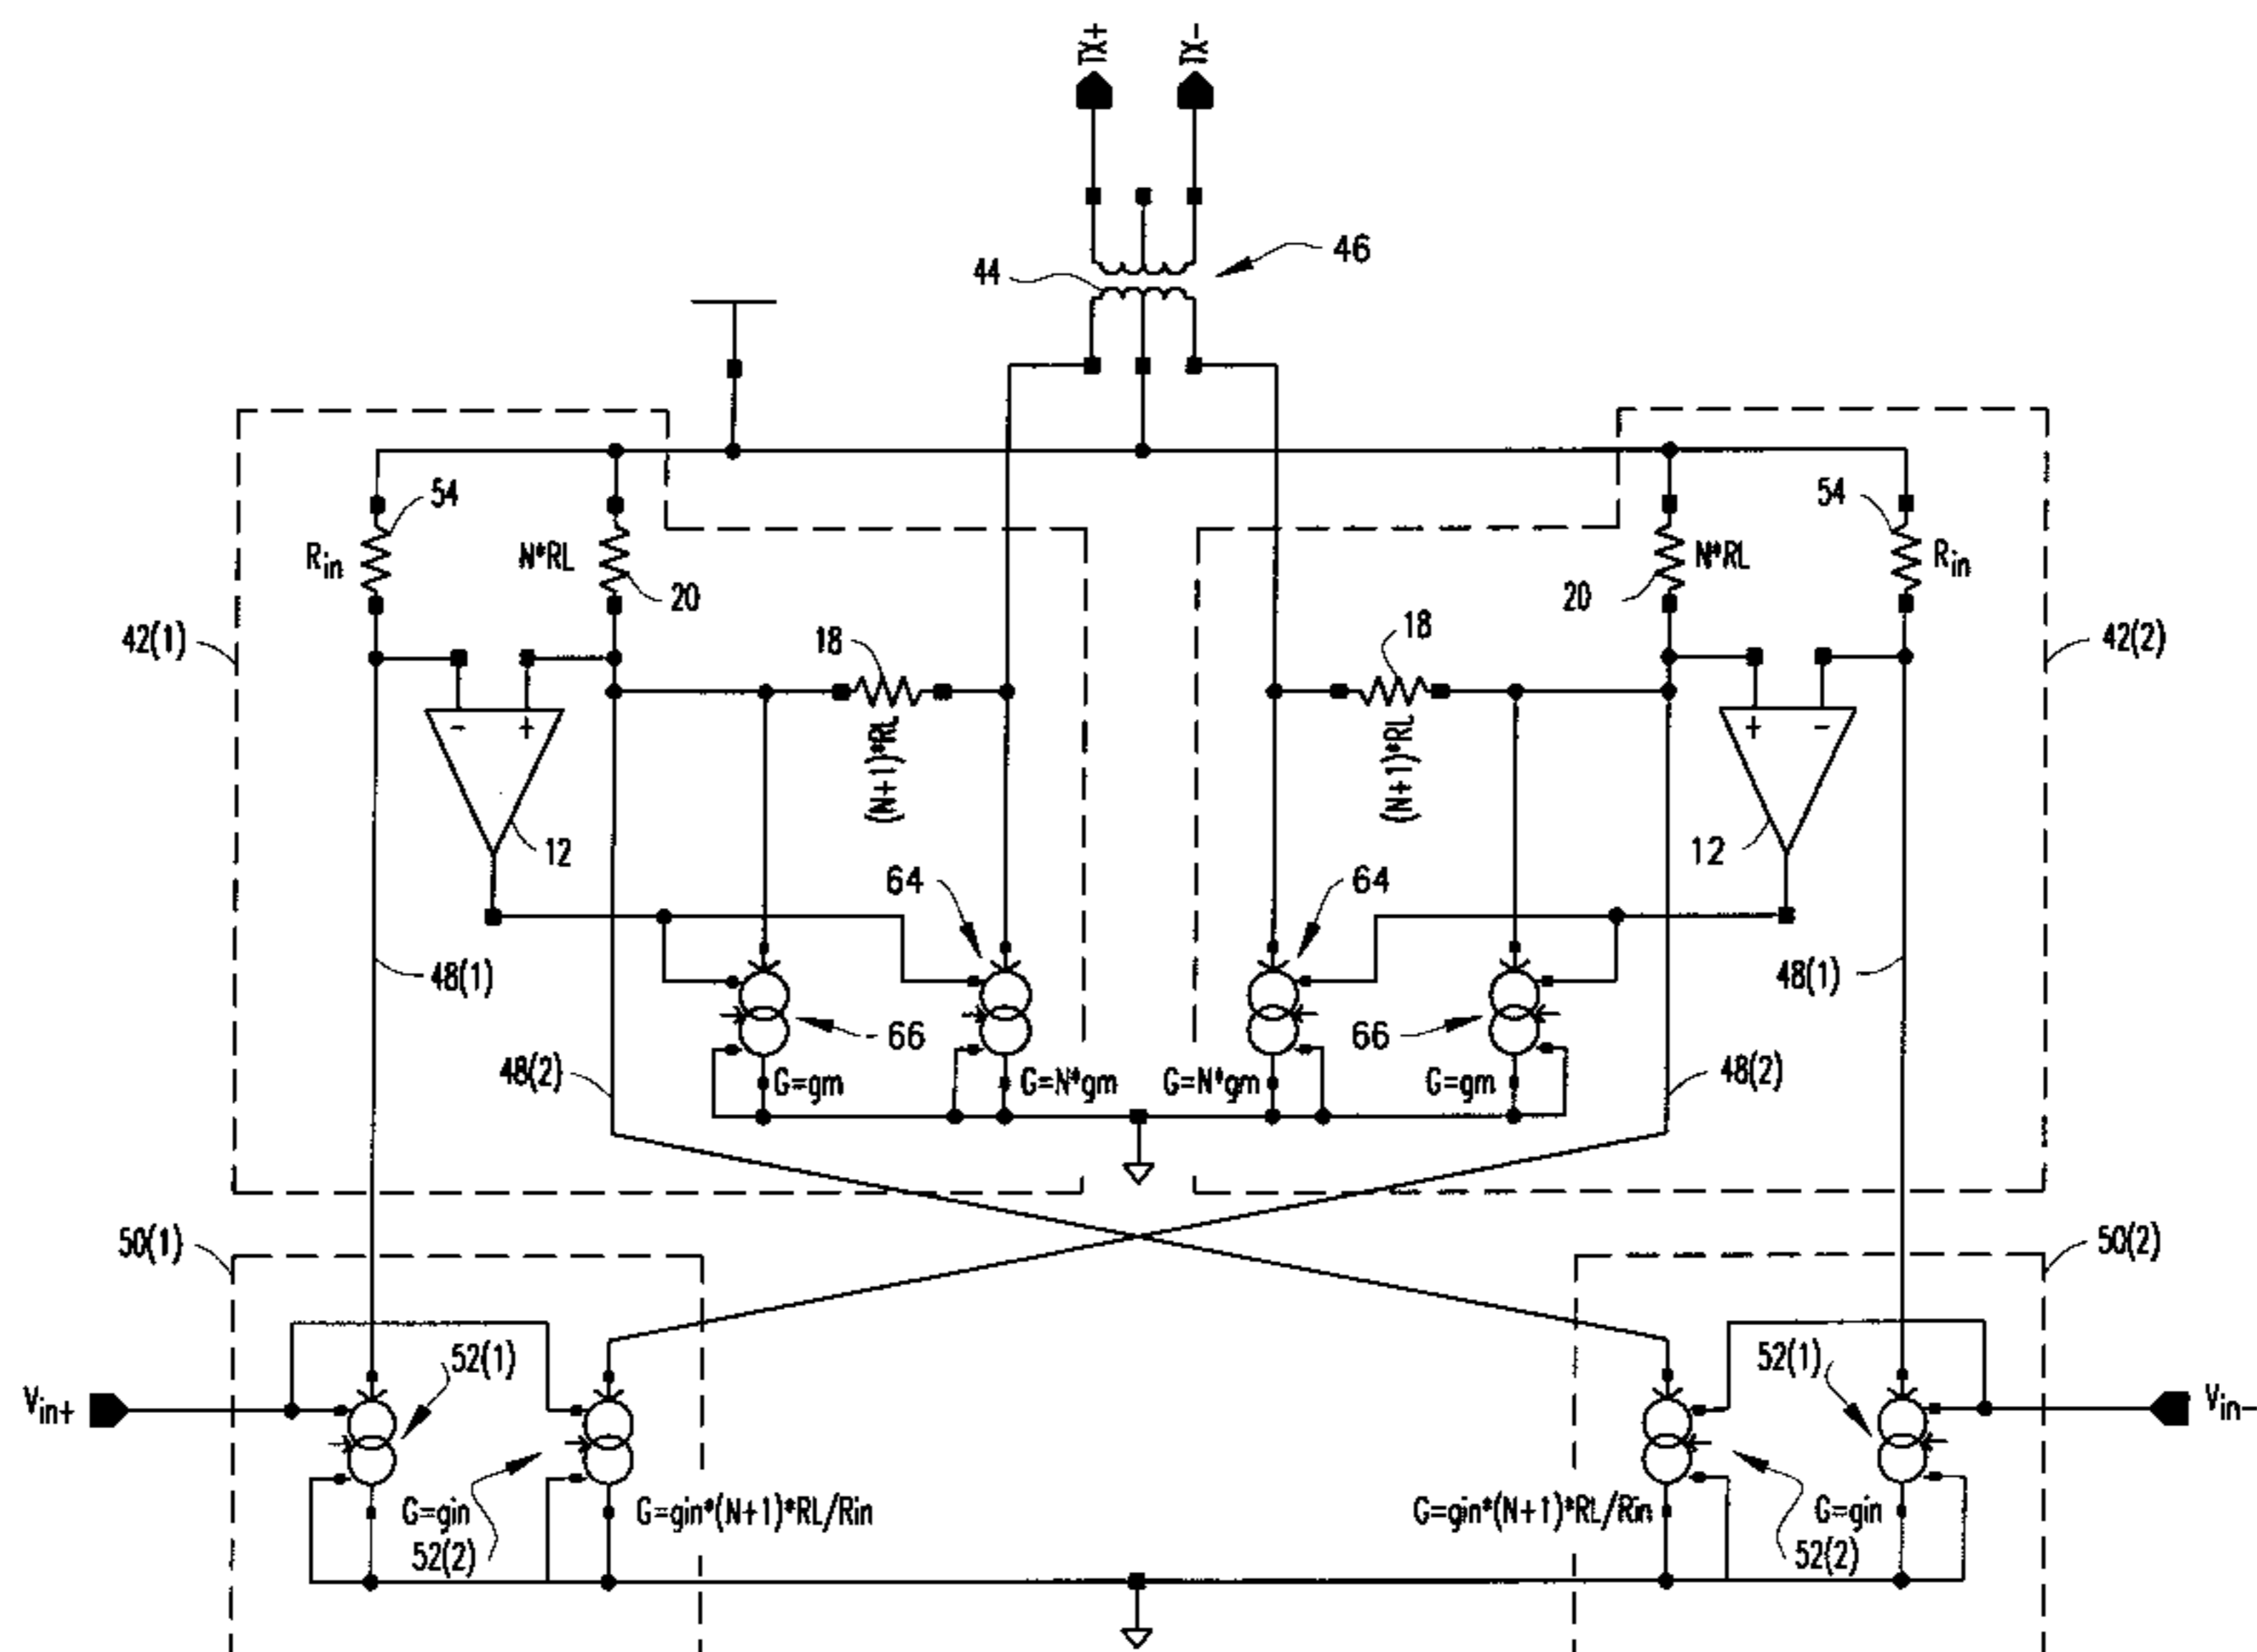 TX+
TX-
46
44
54
Rin
N*RL
20
54
N*RL
Rin
20
42(1)
42(2)
18
(N+1)*RL
18
(N+1)*RL
- +
+ -
12
12
64
64
48(1)
48(1)
66
66
48(2)
48(2)
G=gm
G=N*gm
G=N*gm
G=gm
50(1)
50(2)
52(1)
52(1)
Vin+
Vin-
G=gin
G=gin*(N+1)*RL/Rin
G=gin*(N+1)*RL/Rin
G=gin
52(2)
52(2)